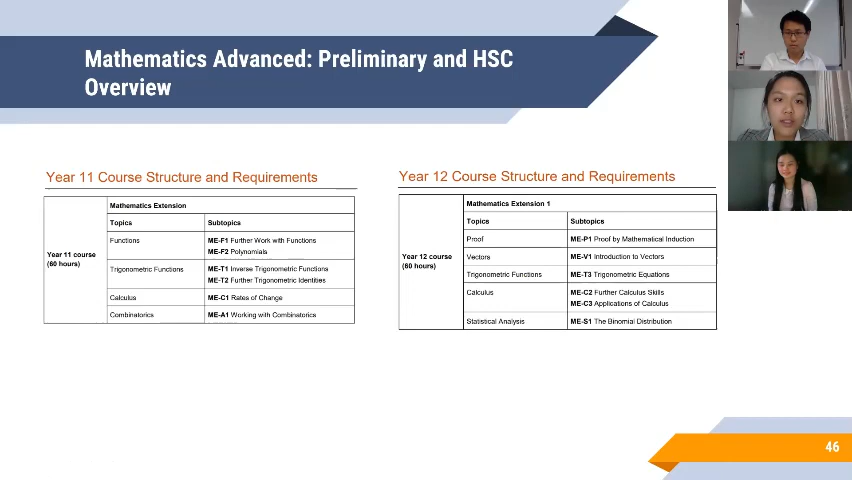 Mathematics Advanced: Preliminary and HSC
Overview
Year 11 Course Structure and Requirements
Mathematics Extension
Topics Subtopics
Year 11 course
(60 hours)
Functions ME-F1 Further Work with Functions
ME-F2 Polynomials
Trigonometric Functions ME-T1 Inverse Trigonometric Functions
ME-T2 Further Trigonometric Identities
Calculus ME-C1 Rates of Change
Combinatorics ME-A1 Working with Combinatorics
Year 12 Course Structure and Requirements
Mathematics Extension 1
Topics Subtopics
Year 12 course
(60 hours)
Proof ME-P1 Proof by Mathematical Induction
Vectors ME-V1 Introduction to Vectors
Trigonometric Functions ME-T3 Trigonometric Equations
Calculus ME-C2 Further Calculus Skills
ME-C3 Applications of Calculus
Statistical Analysis ME-S1 The Binomial Distribution
46